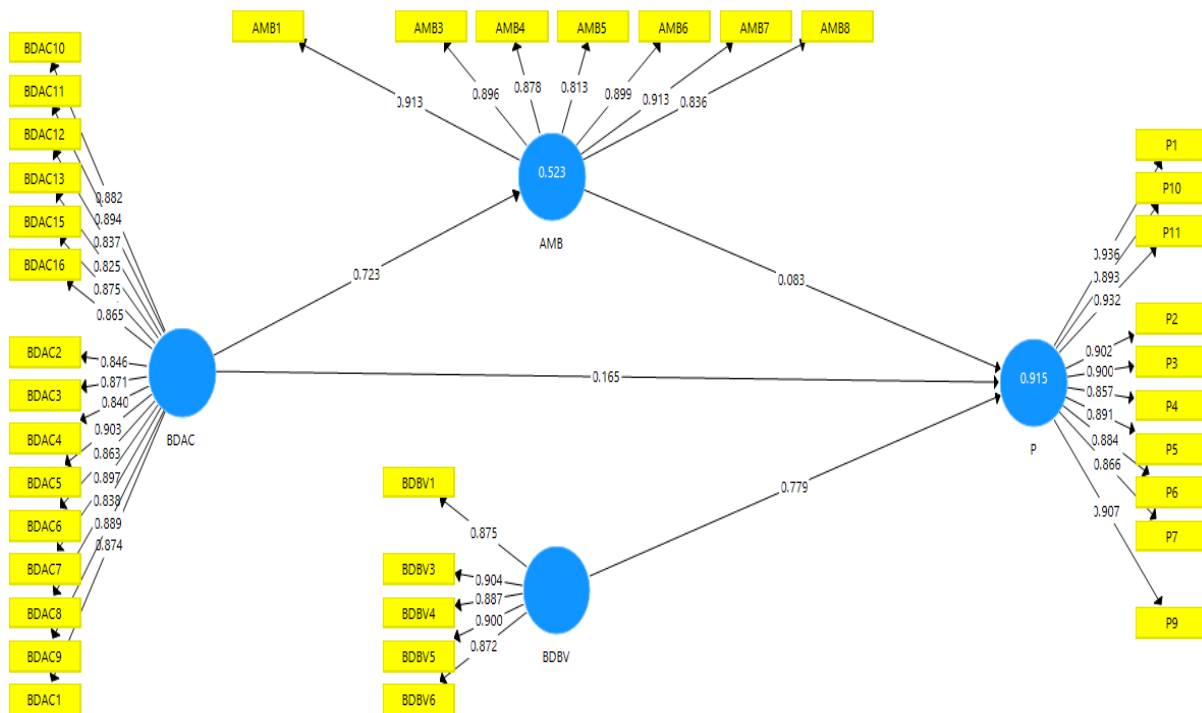 AMB1 AMB3 AMB4 AMB5 AMB6 AMB7 AMB8
0.913 0.896 0.878 0.813 0.899 0.913 0.836
BDAC10
BDAC11
BDAC12
BDAC13
BDAC15
BDAC16
0.882
0.894
0.837
0.825
0.875
0.865
BDAC2
BDAC3
BDAC4
BDAC5
BDAC6
BDAC7
BDAC8
BDAC9
BDAC1
0.846
0.871
0.840
0.903
0.863
0.897
0.838
0.889
0.874
BDAC
0.723
0.523
AMB
0.083
0.165
0.779
BDBV1
BDBV3
BDBV4
BDBV5
BDBV6
0.875
0.904
0.887
0.900
0.872
BDBV
0.915
P
0.936
0.893
0.932
0.902
0.900
0.857
0.891
0.884
0.866
0.907
P1
P10
P11
P2
P3
P4
P5
P6
P7
P9